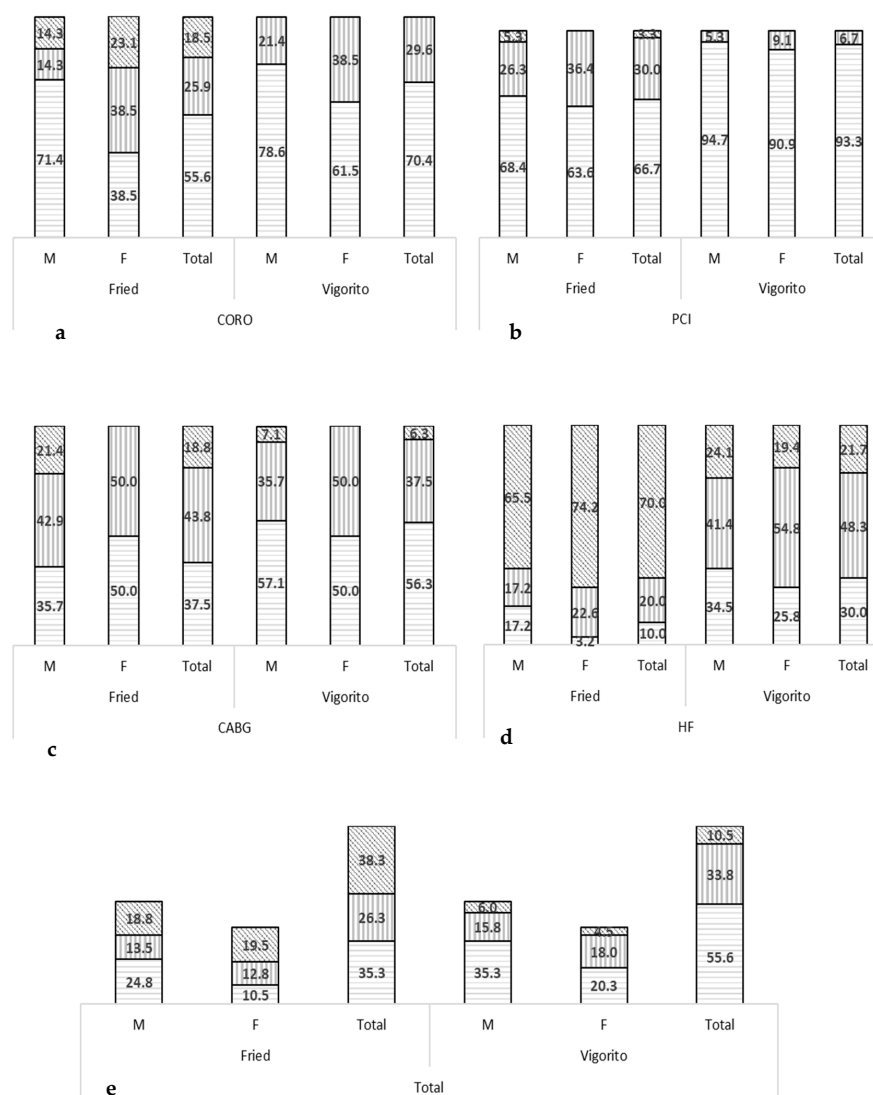 14.3 23.1 18.5 21.4 38.5 29.6
14.3 38.5 25.9
71.4 38.5 55.6 78.6 61.5 70.4
M F Total M F Total
Fried Vigorito
CORO
a
5.3 3.3 5.3 9.1 6.7
26.3 36.4 30.0
68.4 63.6 66.7 94.7 90.9 93.3
M F Total M F Total
Fried Vigorito
PCI
b
21.4 18.8 7.1 6.3
42.9 50.0 43.8 35.7 50.0 37.5
35.7 50.0 37.5 57.1 50.0 56.3
M F Total M F Total
Fried Vigorito
CABG
c
65.5 74.2 70.0 24.1 19.4 21.7
17.2 22.6 20.0 41.4 54.8 48.3
17.2 3.2 10.0 34.5 25.8 30.0
M F Total M F Total
Fried Vigorito
HF
d
18.8 19.5 38.3 6.0 4.5 10.5
13.5 12.8 26.3 15.8 18.0 33.8
24.8 10.5 35.3 35.3 20.3 55.6
M F Total M F Total
Fried Vigorito
Total
e